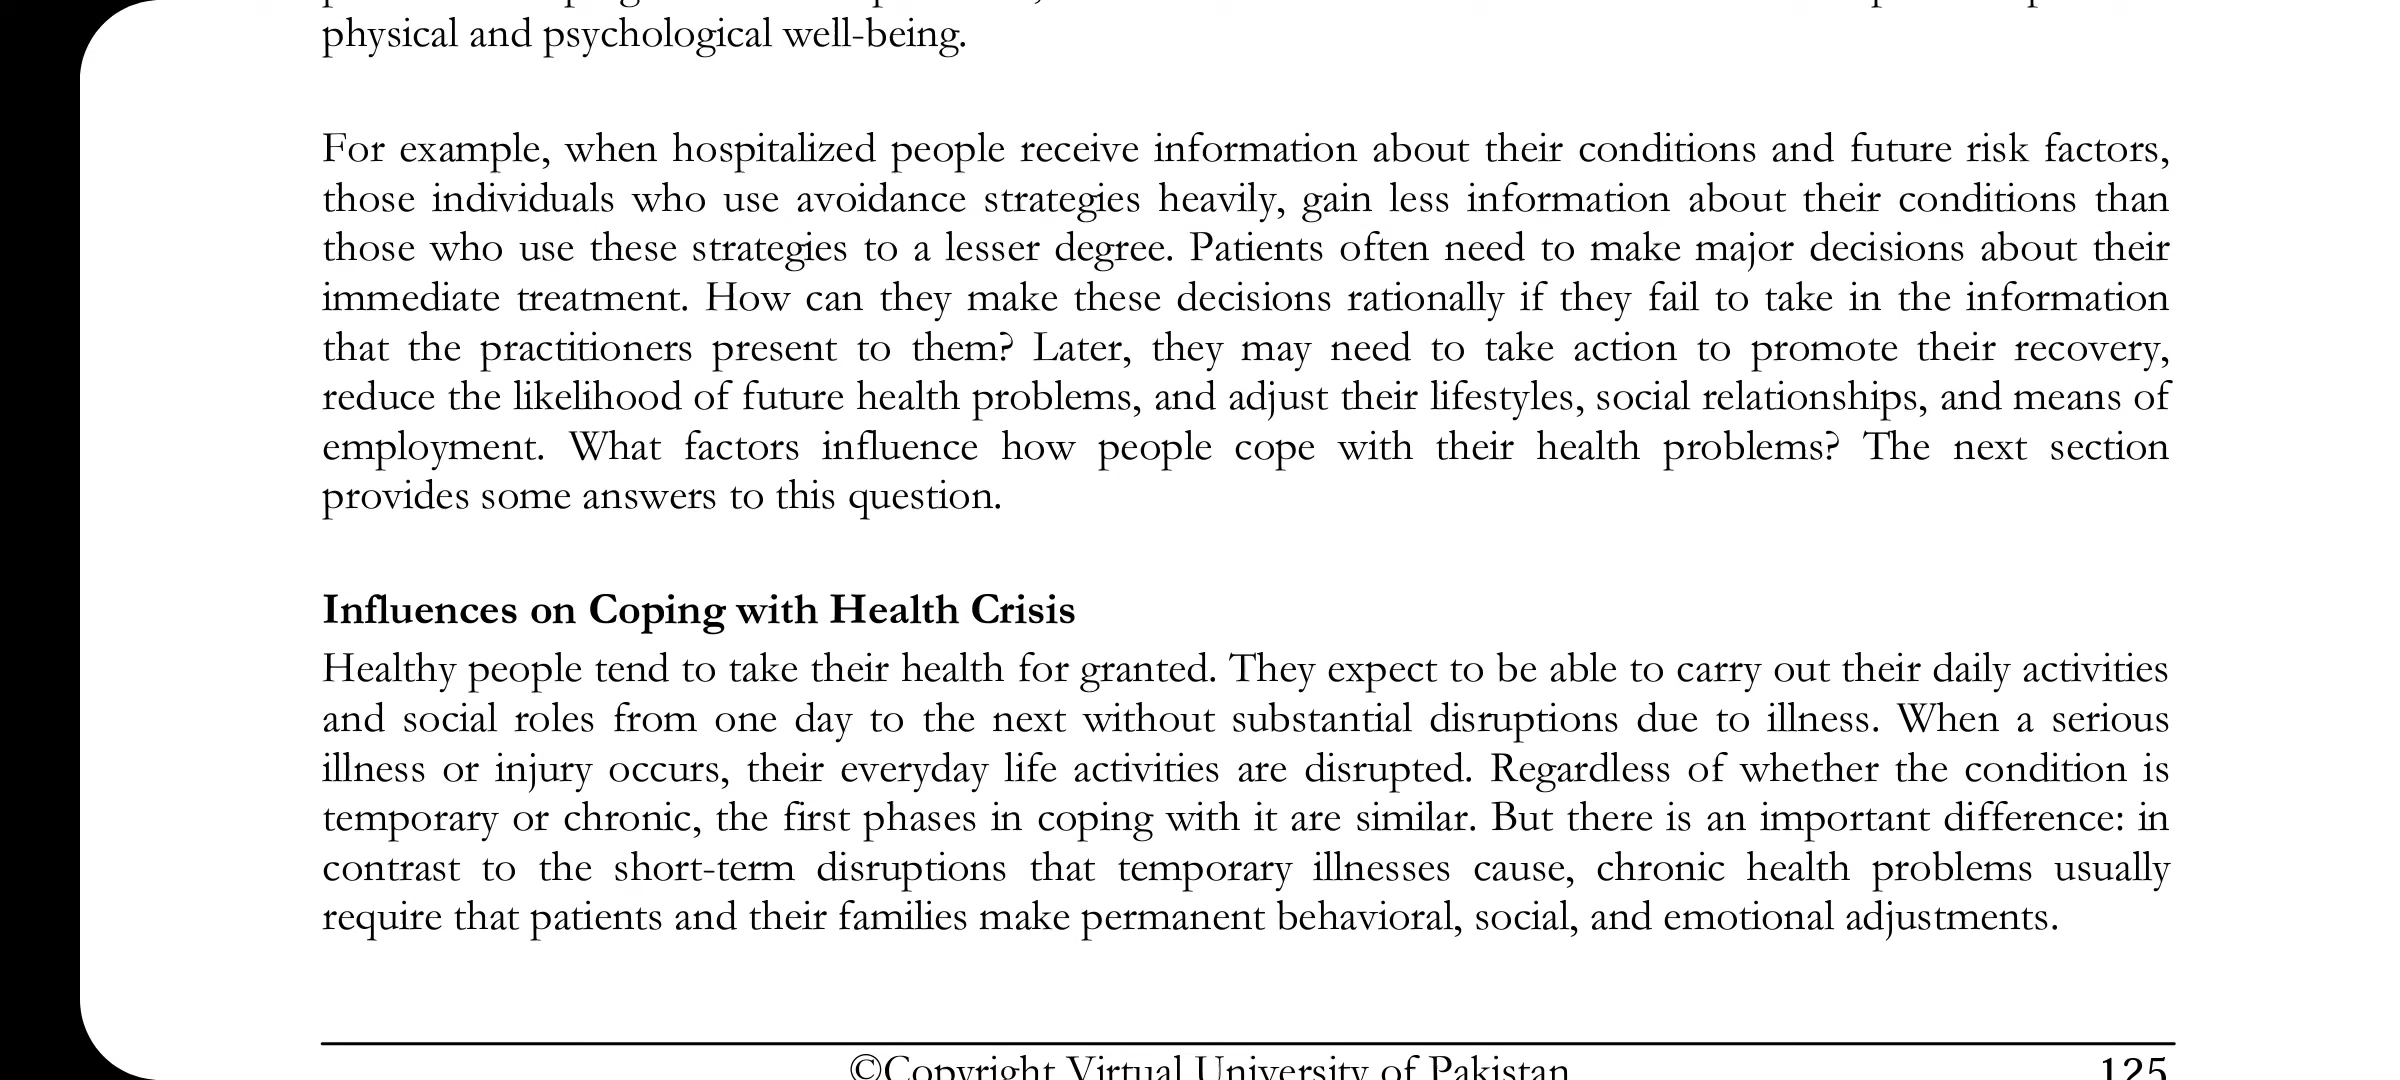 physical and psychological well-being.
For example, when hospitalized people receive information about their conditions and future risk factors,
those individuals who use avoidance strategies heavily, gain less information about their conditions than
those who use these strategies to a lesser degree. Patients often need to make major decisions about their
immediate treatment. How can they make these decisions rationally if they fail to take in the information
that the practitioners present to them? Later, they may need to take action to promote their recovery,
reduce the likelihood of future health problems, and adjust their lifestyles, social relationships, and means of
employment. What factors influence how people cope with their health problems? The next section
provides some answers to this question.
Influences on Coping with Health Crisis
Healthy people tend to take their health for granted. They expect to be able to carry out their daily activities
and social roles from one day to the next without substantial disruptions due to illness. When a serious
illness or injury occurs, their everyday life activities are disrupted. Regardless of whether the condition is
temporary or chronic, the first phases in coping with it are similar. But there is an important difference: in
contrast to the short-term disruptions that temporary illnesses cause, chronic health problems usually
require that patients and their families make permanent behavioral, social, and emotional adjustments.
©Copyright Virtual University of Pakistan 125